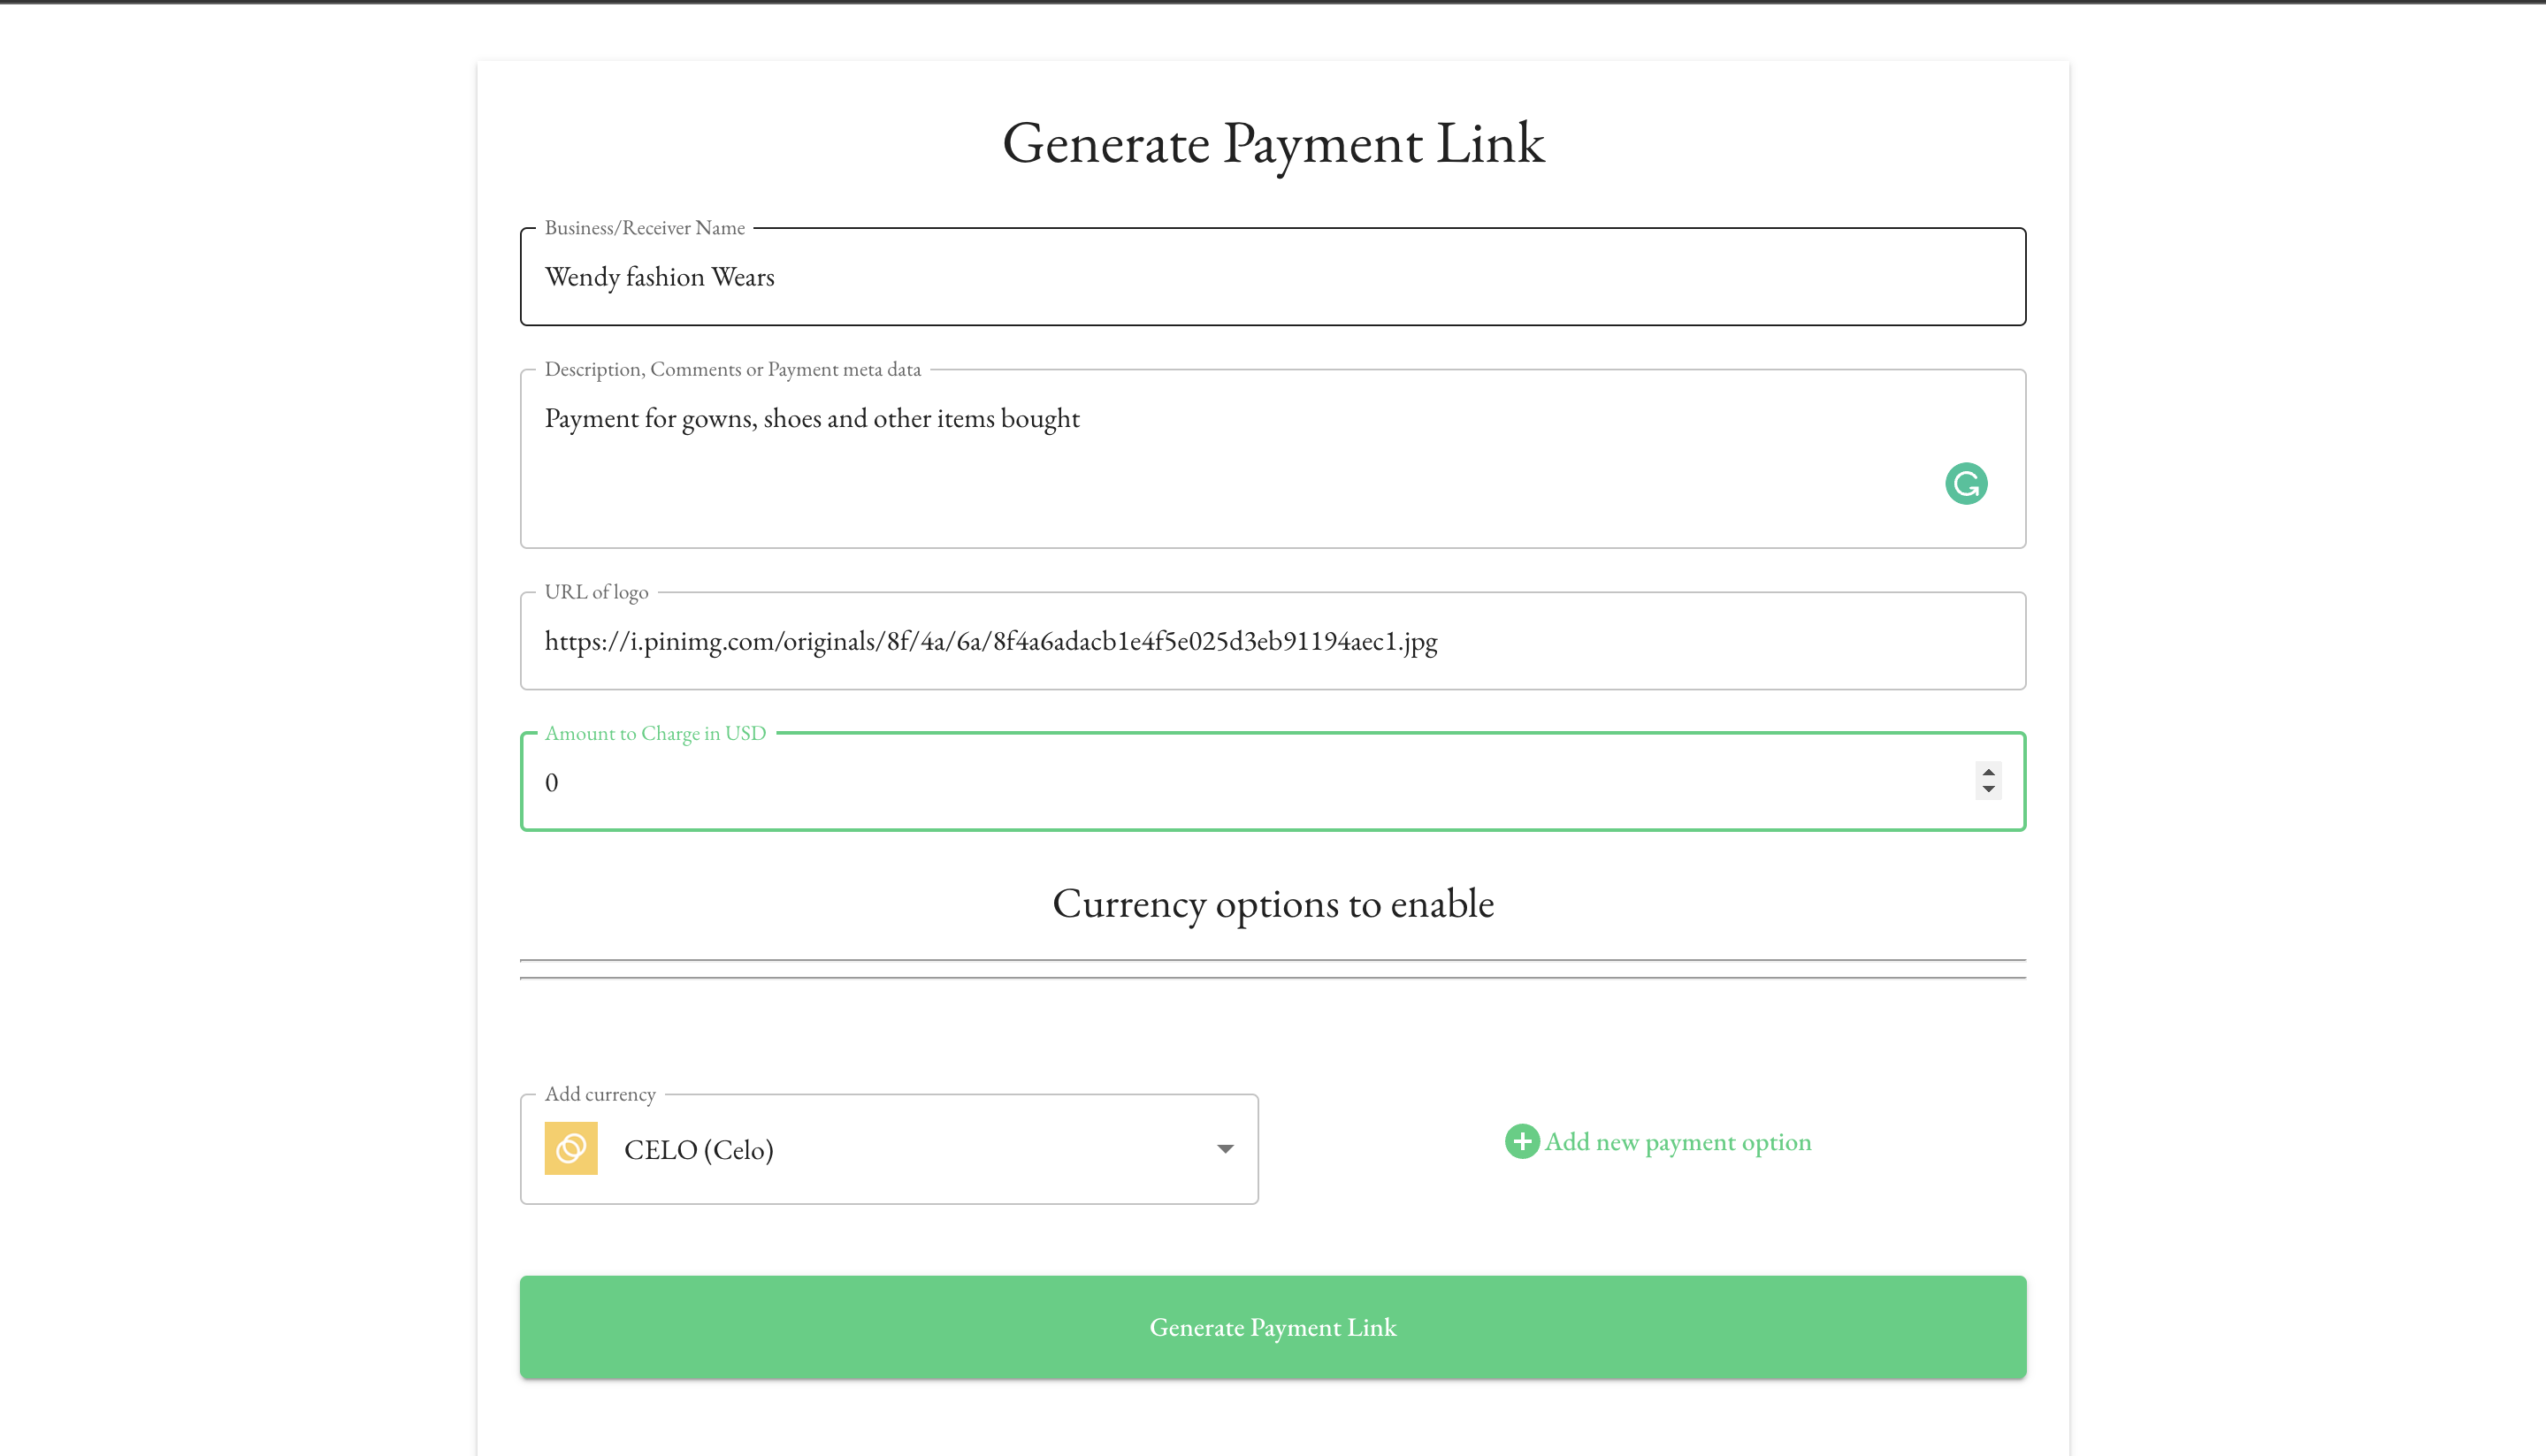 Generate Payment Link
Business/Receiver Name
Wendy fashion Wears
Description, Comments or Payment meta data
Payment for gowns, shoes and other items bought
URL of logo
https://i.pinimg.com/originals/8f/4a/6a/8f4a6adacb1e4f5e025d3eb91194aec1.jpg
Amount to Charge in USD
0
Currency options to enable
Add currency
CELO (Celo)
Add new payment option
Generate Payment Link